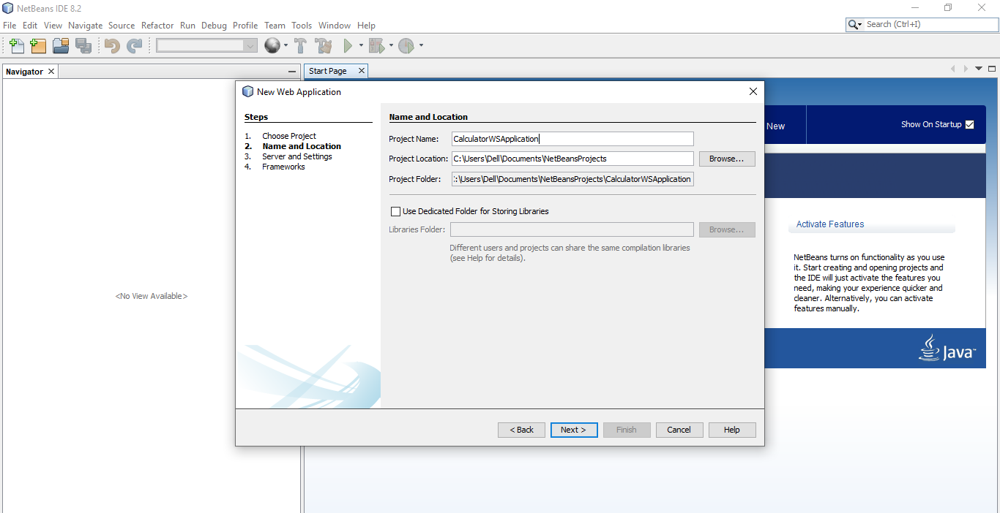 NetBeans IDE 8.2
File Edit View Navigate Source Refactor Run Debug Profile Team Tools Window Help
Search (Ctrl+I)
Navigator
Start Page
<No View Available>
New Web Application
Steps
1. Choose Project
2. Name and Location
3. Server and Settings
4. Frameworks
Name and Location
Project Name: CalculatorWSApplication
Project Location: C:\Users\Dell\Documents\NetBeansProjects Browse...
Project Folder: :\Users\Dell\Documents\NetBeansProjects\CalculatorWSApplication
Use Dedicated Folder for Storing Libraries
Libraries Folder: Browse...
Different users and projects can share the same compilation libraries
(see Help for details).
< Back Next > Finish Cancel Help
New
Show On Startup
Activate Features
NetBeans turns on functionality as you use
it. Start creating and opening projects and
the IDE will just activate the features you
need, making your experience quicker and
cleaner. Alternatively, you can activate
features manually.
Java™